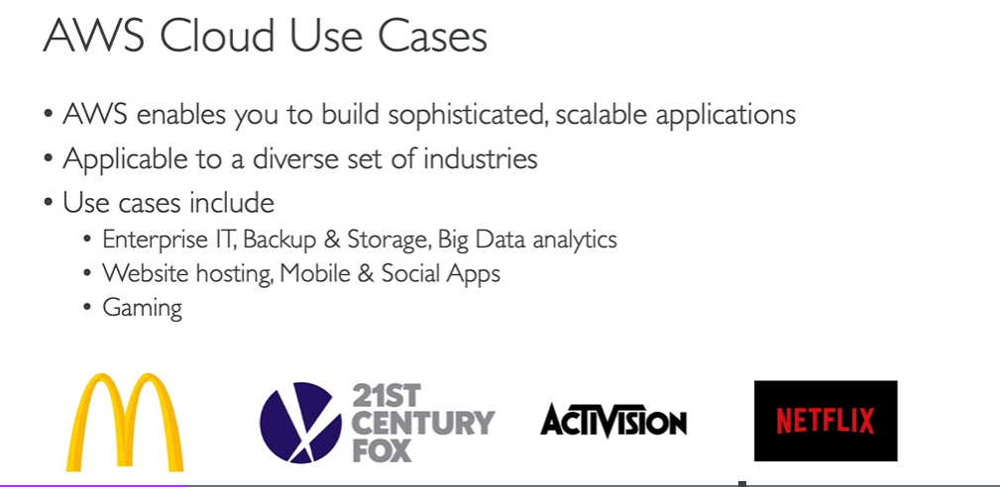 AWS Cloud Use Cases
• AWS enables you to build sophisticated, scalable applications
• Applicable to a diverse set of industries
• Use cases include
• Enterprise IT, Backup & Storage, Big Data analytics
• Website hosting, Mobile & Social Apps
• Gaming
21ST
CENTURY
FOX
ACTIVISION
NETFLIX